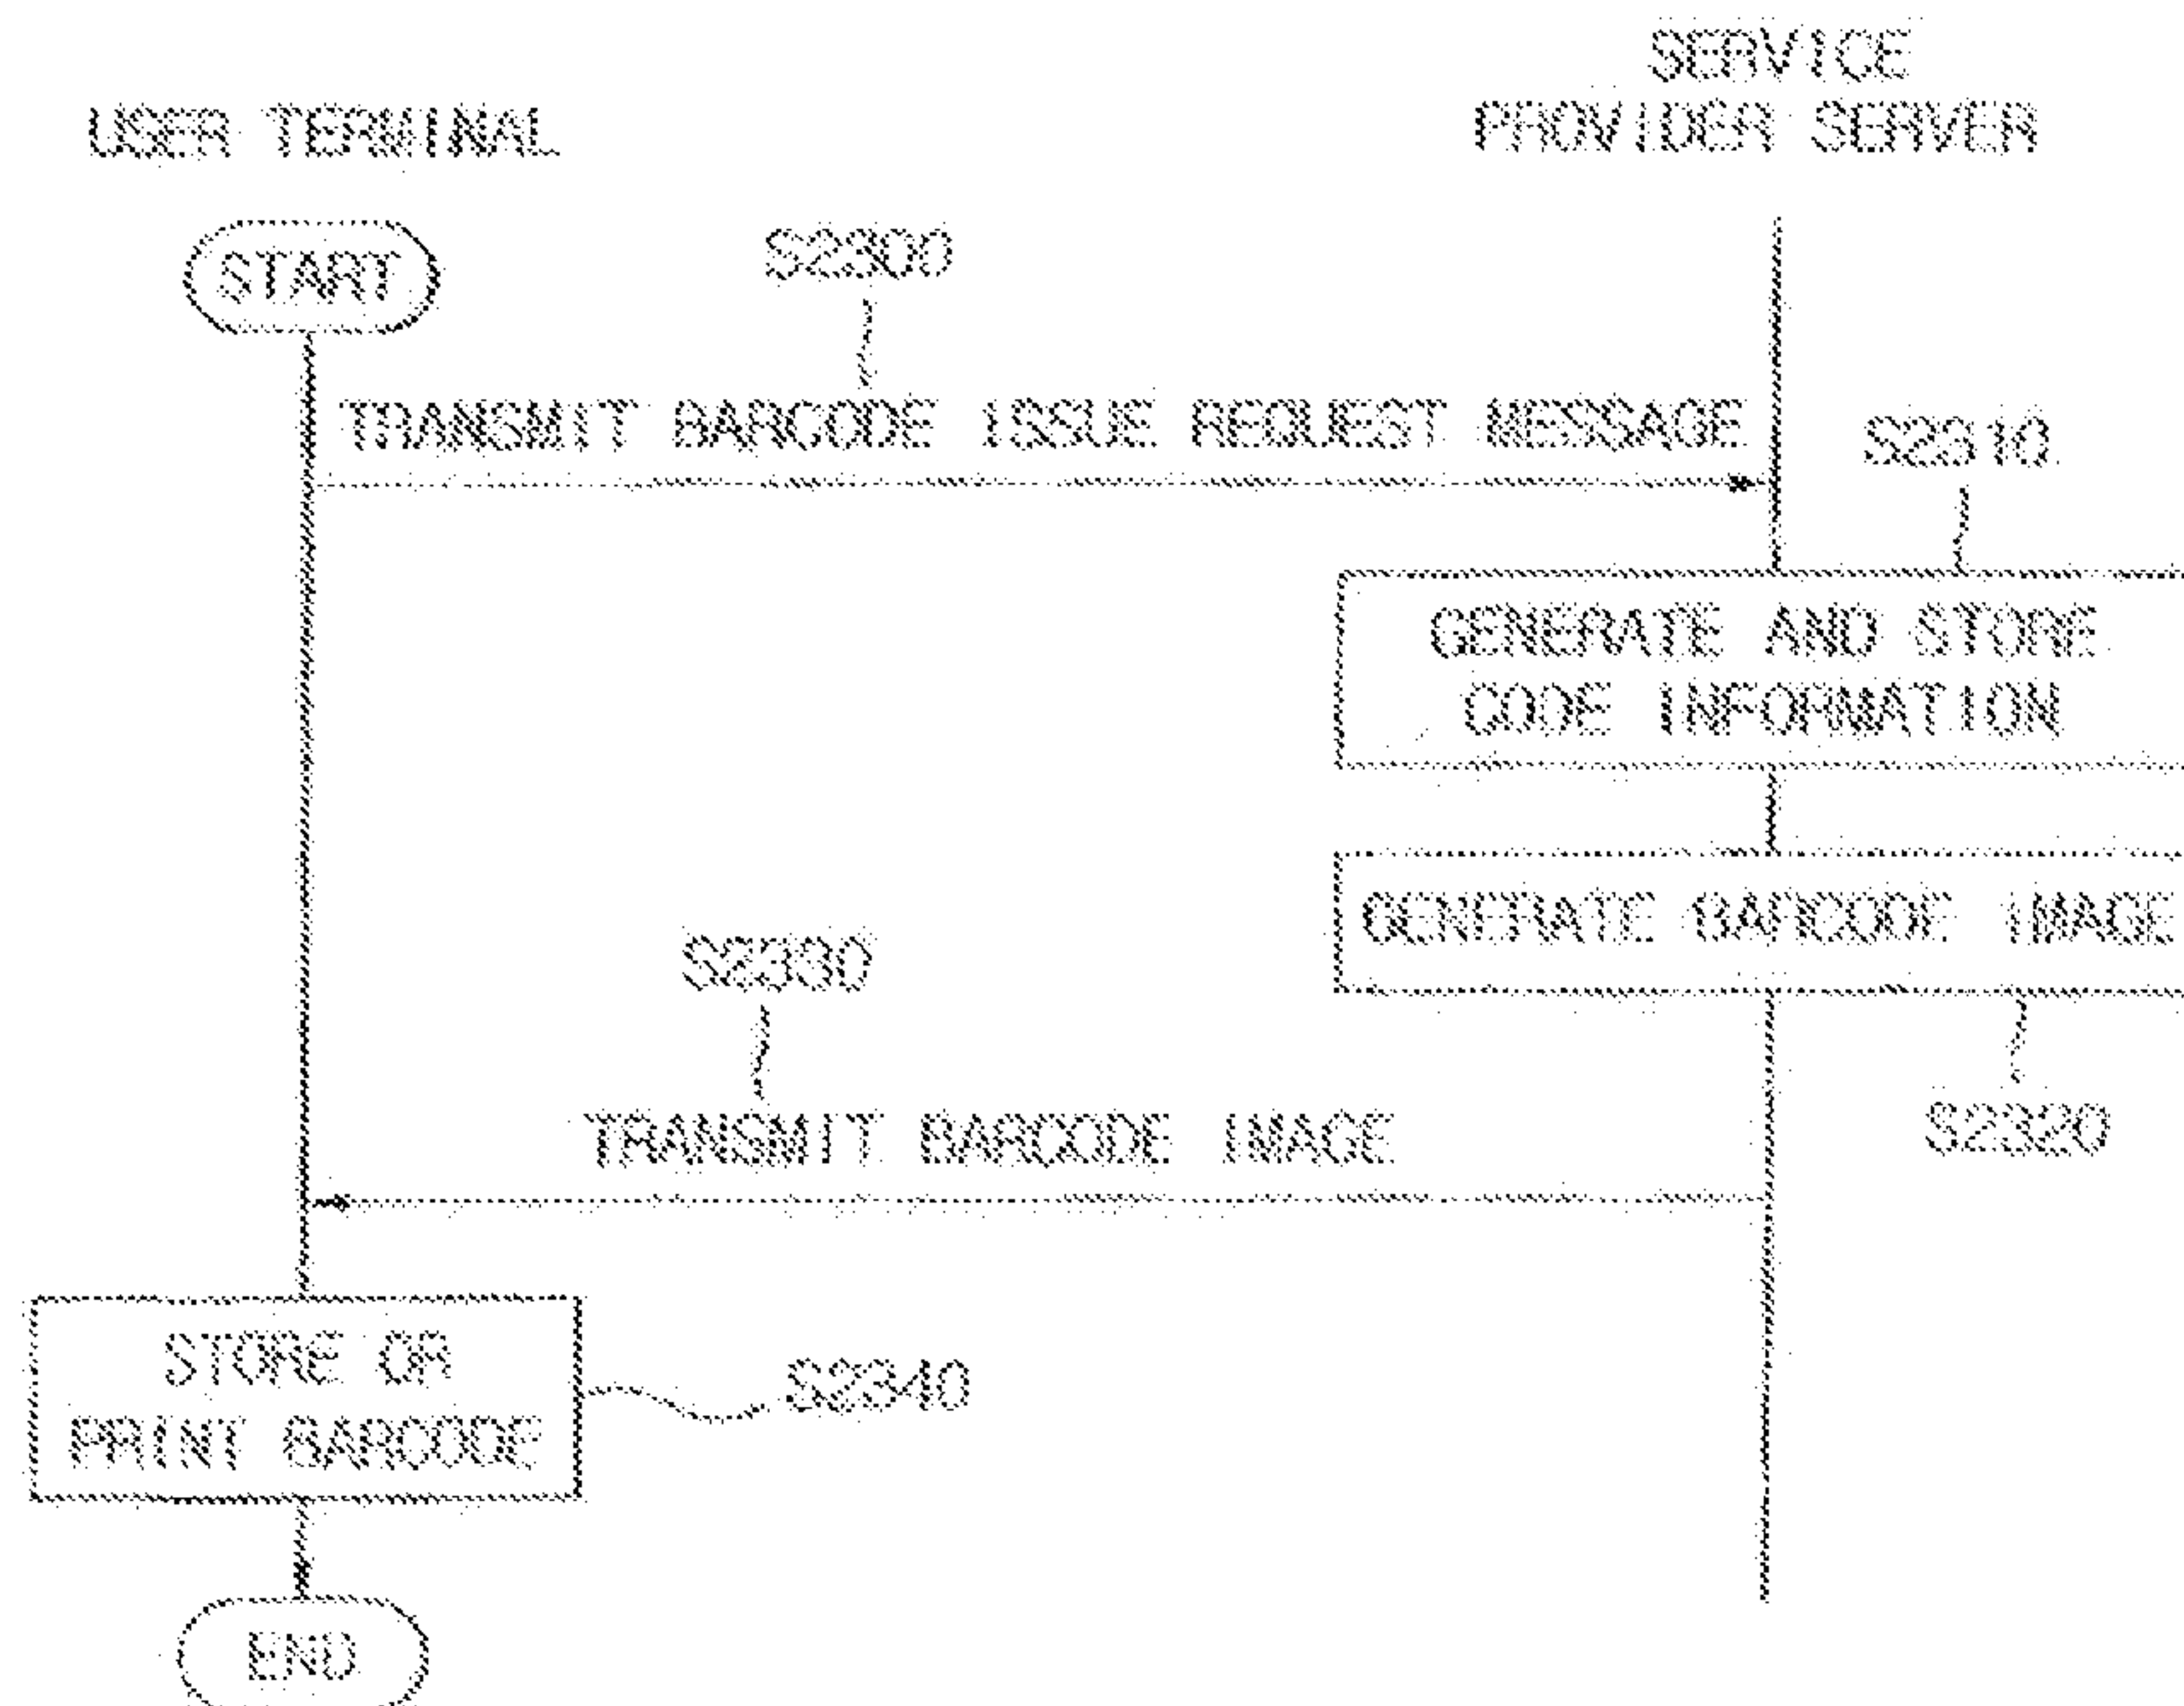 SERVICE
USER TERMINAL
PROVIDER SERVER
START
S2300
TRANSMIT BARCODE ISSUE REQUEST MESSAGE
S2310
GENERATE AND STORE
CODE INFORMATION
GENERATE BARCODE IMAGE
S2330
TRANSMIT BARCODE IMAGE
S2320
STORE OR
S2340
PRINT BARCODE
END